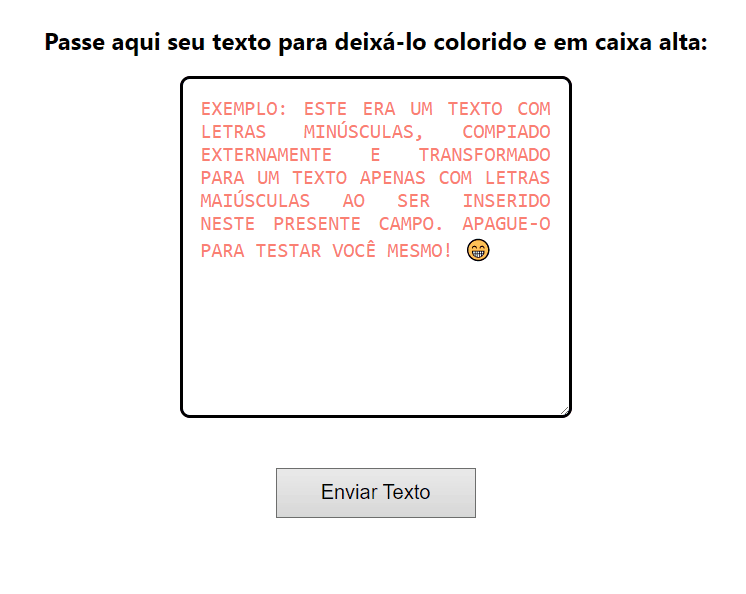 Passe aqui seu texto para deixá-lo colorido e em caixa alta:
EXEMPLO: ESTE ERA UM TEXTO COM
LETRAS MINÚSCULAS, COMPIADO
EXTERNAMENTE E TRANSFORMADO
PARA UM TEXTO APENAS COM LETRAS
MAIÚSCULAS AO SER INSERIDO
NESTE PRESENTE CAMPO. APAGUE-O
PARA TESTAR VOCÊ MESMO! 😁
Enviar Texto